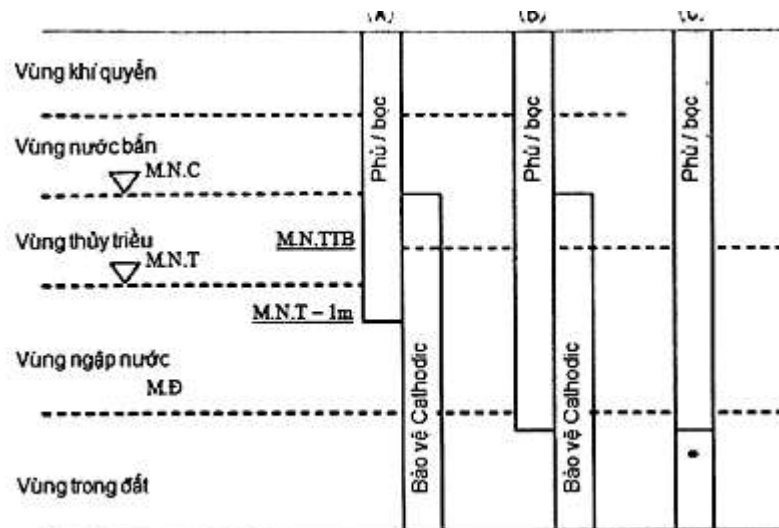 (A) (B) (C)
Vùng khí quyển
Vùng nước bắn
M.N.C
Vùng thủy triều
M.N.TTB
M.N.T
M.N.T – 1m
Vùng ngập nước
M.Đ
Vùng trong đất
Phủ / bọc
Bảo vệ Cathodic
Phủ / bọc
Bảo vệ Cathodic
Phủ / bọc